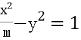 x²/m − y² = 1